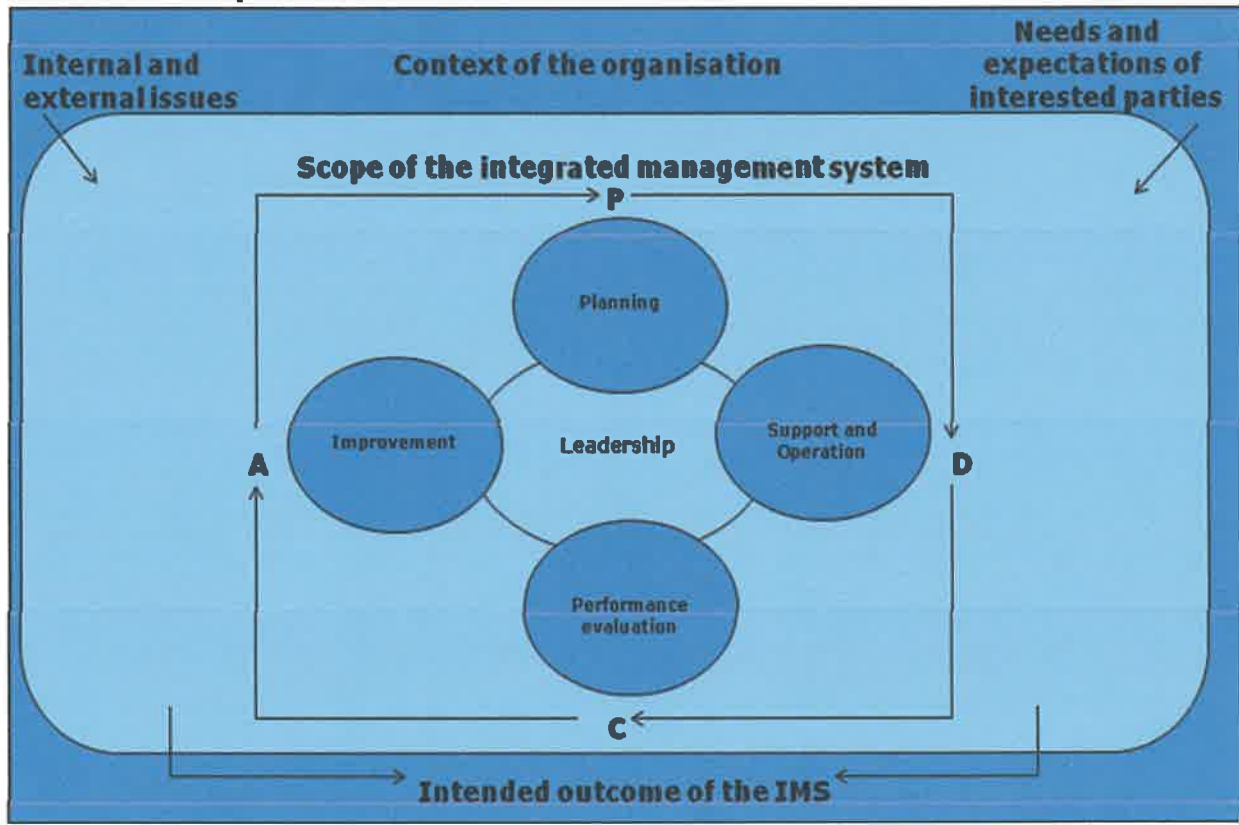 Internal and
external issues
Context of the organisation
Needs and
expectations of
interested parties
Scope of the integrated management system
P
Planning
Improvement
Leadership
Support and
Operation
A
D
Performance
evaluation
C
Intended outcome of the IMS